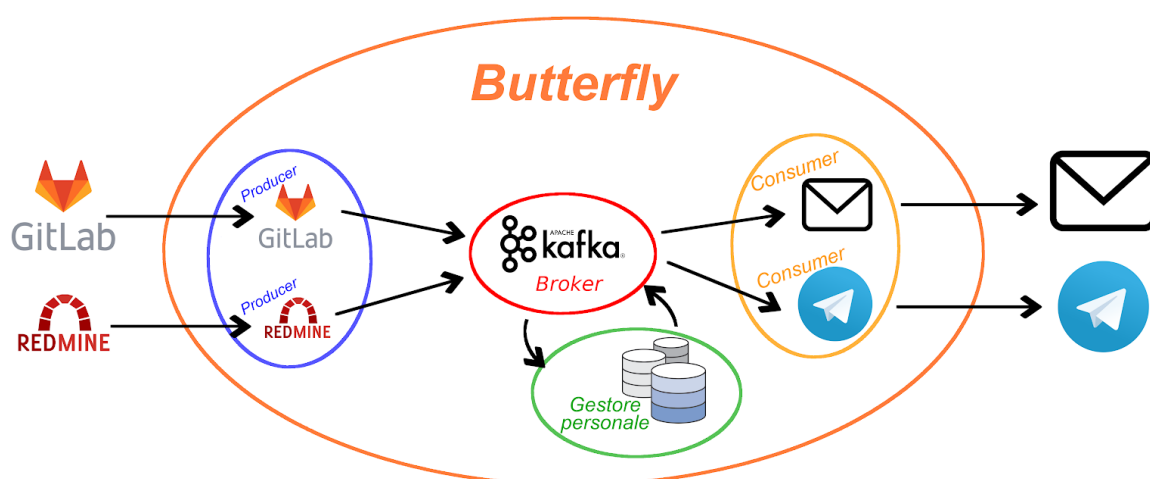 Butterfly
GitLab
REDMINE
Producer
GitLab
Producer
REDMINE
APACHE
kafka®
Broker
Gestore
personale
Consumer
Consumer